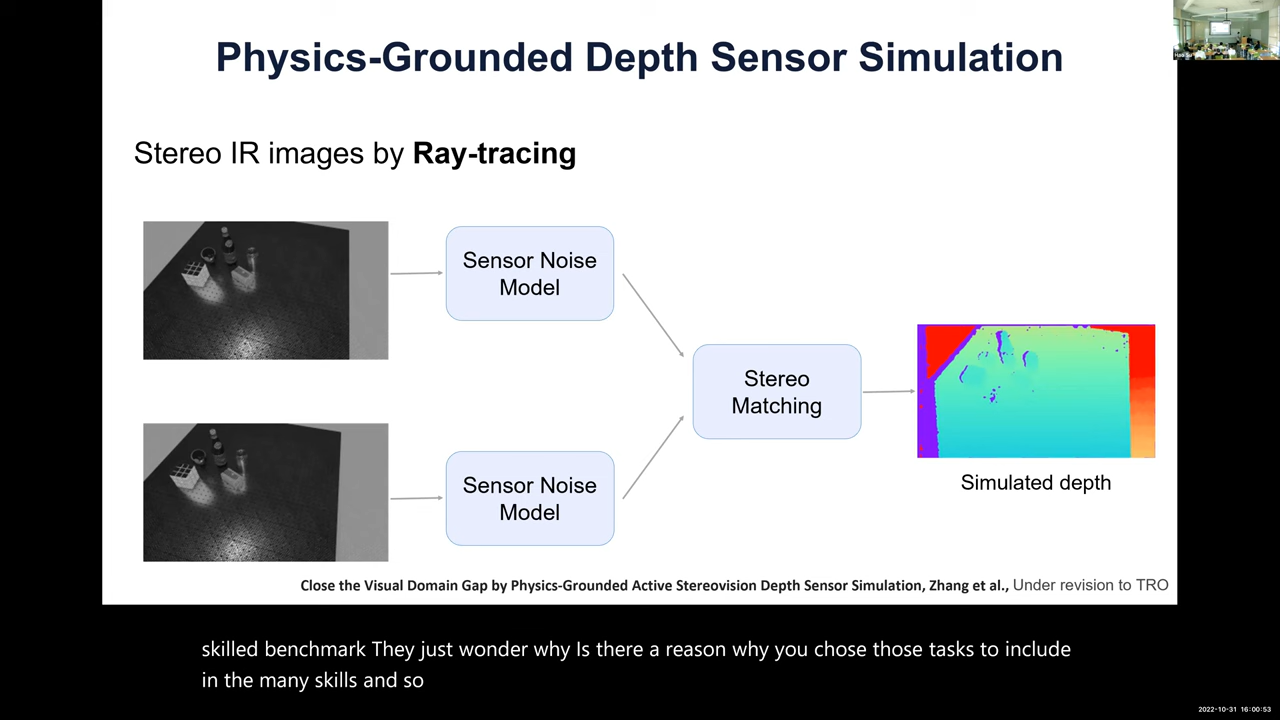 Physics-Grounded Depth Sensor Simulation
Stereo IR images by Ray-tracing
Sensor Noise
Model
Stereo
Matching
Simulated depth
Sensor Noise
Model
Close the Visual Domain Gap by Physics-Grounded Active Stereovision Depth Sensor Simulation, Zhang et al., Under revision to TRO
skilled benchmark They just wonder why Is there a reason why you chose those tasks to include
in the many skills and so
2022-10-31 16:00:53